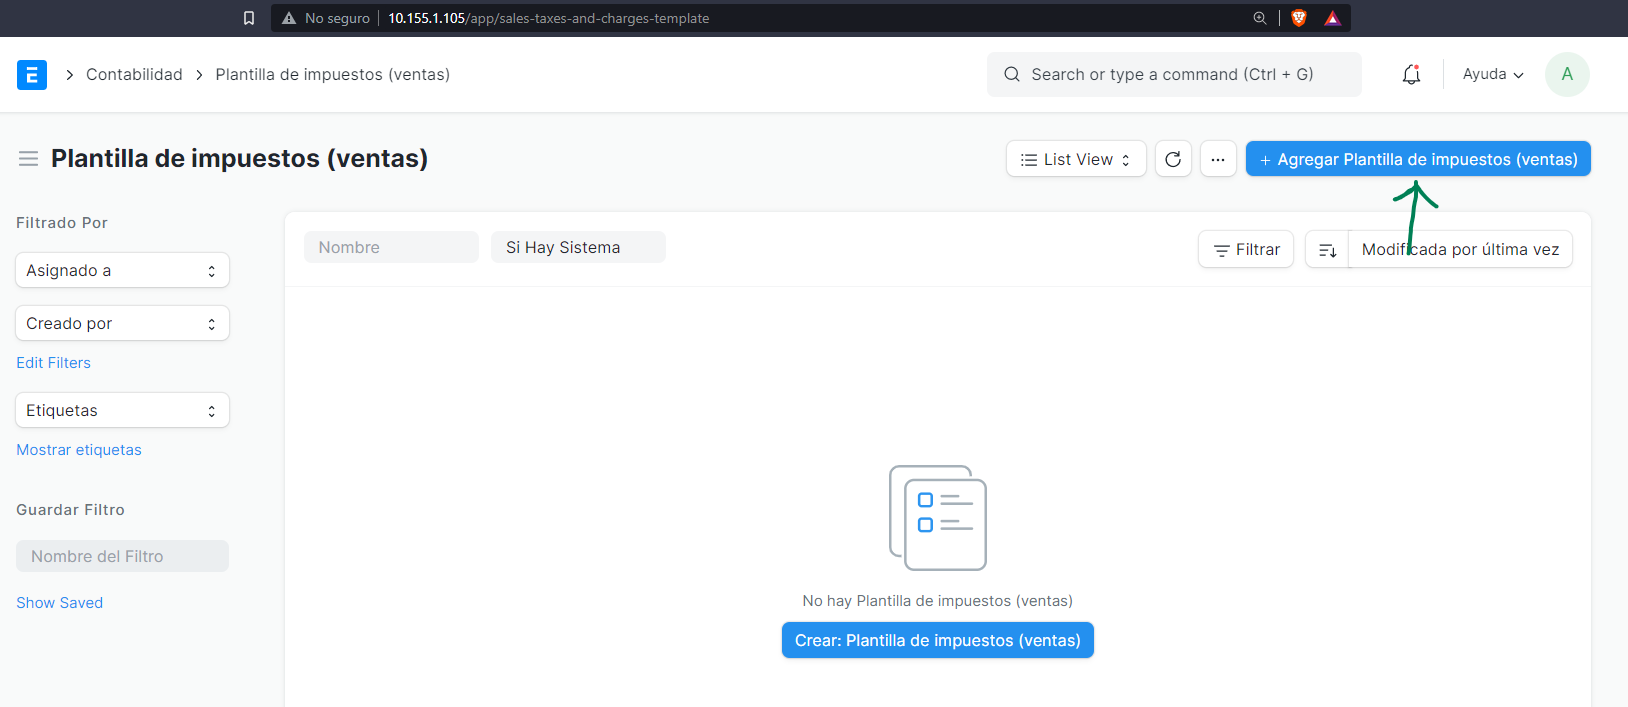 No seguro 10.155.1.105/app/sales-taxes-and-charges-template
E Contabilidad Plantilla de impuestos (ventas) Search or type a command (Ctrl + G) Ayuda A
Plantilla de impuestos (ventas) List View ... + Agregar Plantilla de impuestos (ventas)
Filtrado Por
Nombre Si Hay Sistema Filtrar Modificada por última vez
Asignado a
Creado por
Edit Filters
Etiquetas
Mostrar etiquetas
Guardar Filtro
Nombre del Filtro
Show Saved
No hay Plantilla de impuestos (ventas)
Crear: Plantilla de impuestos (ventas)